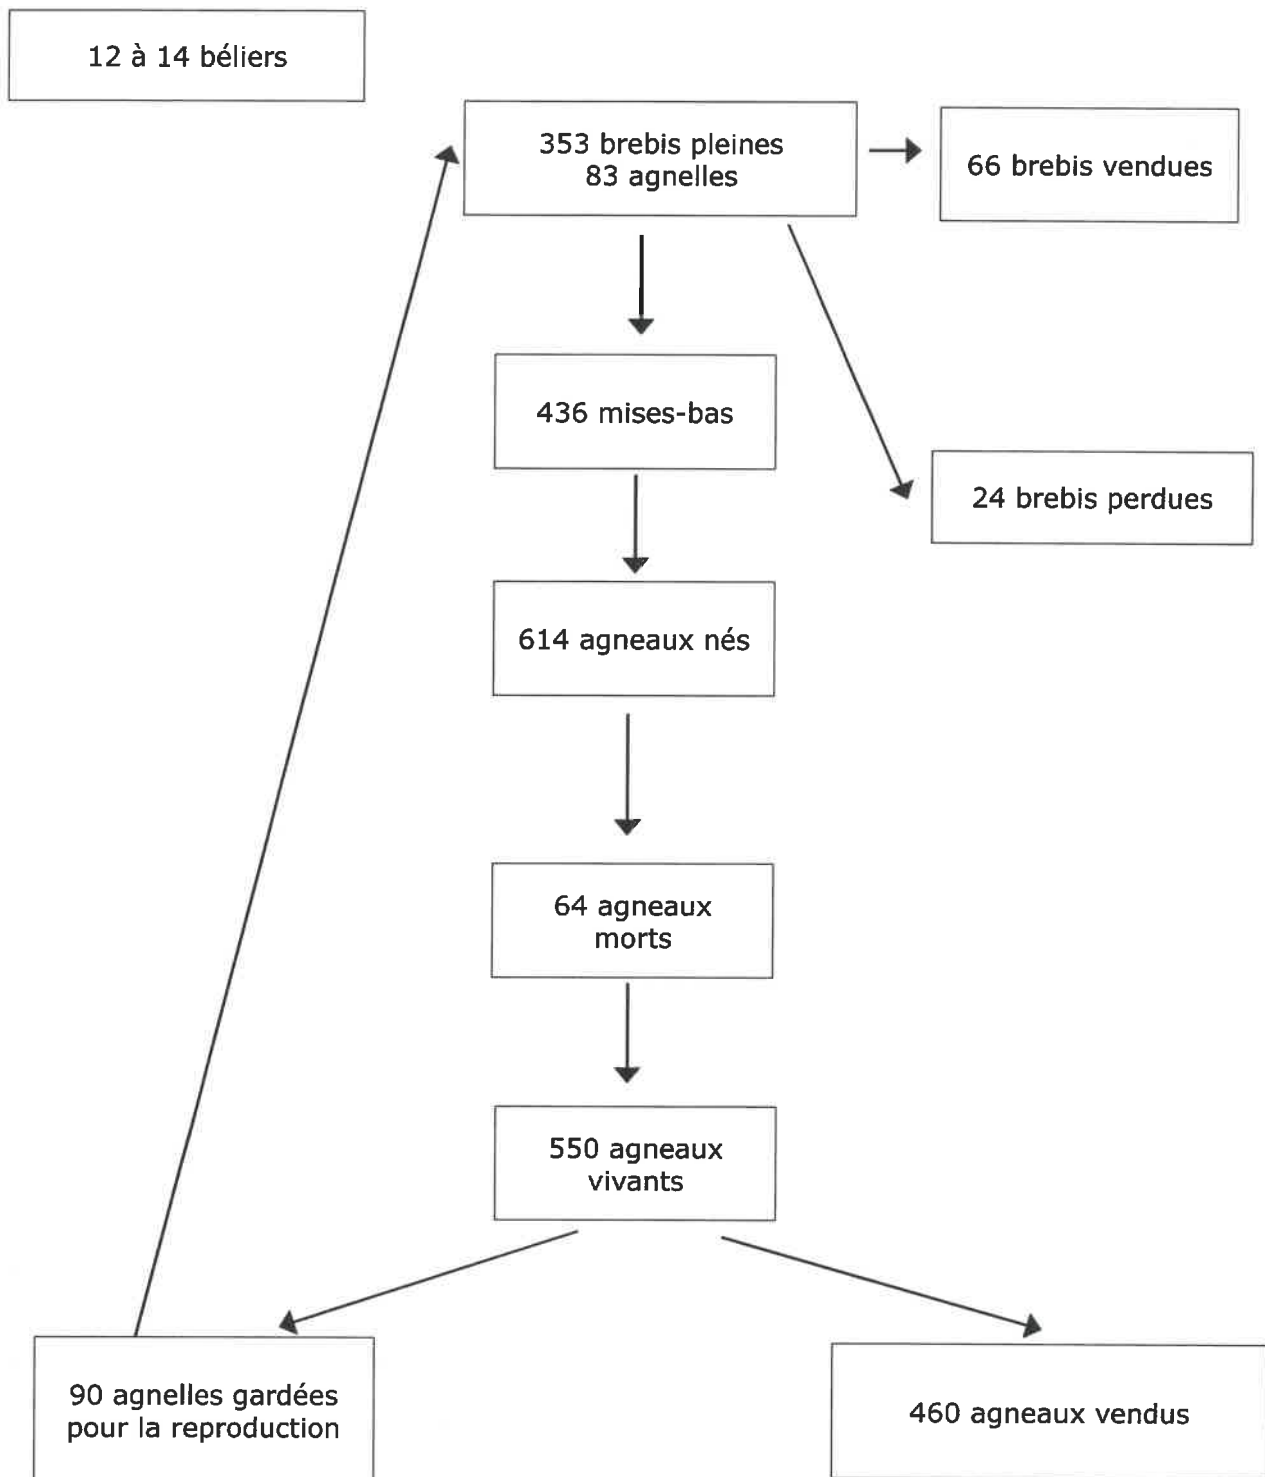 12 à 14 béliers
353 brebis pleines
83 agnelles
66 brebis vendues
436 mises-bas
24 brebis perdues
614 agneaux nés
64 agneaux
morts
550 agneaux
vivants
90 agnelles gardées
pour la reproduction
460 agneaux vendus